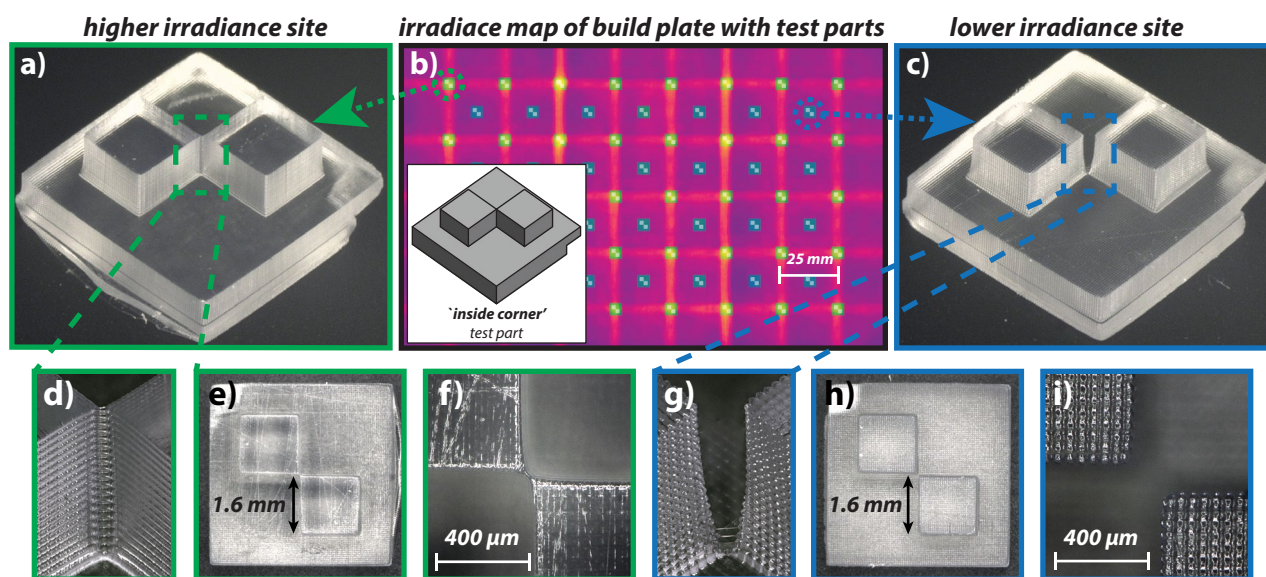 higher irradiance site
irradiace map of build plate with test parts
lower irradiance site
a)
b)
c)
25 mm
`inside corner’
test part
d)
e)
1.6 mm
f)
400 µm
g)
h)
1.6 mm
i)
400 µm